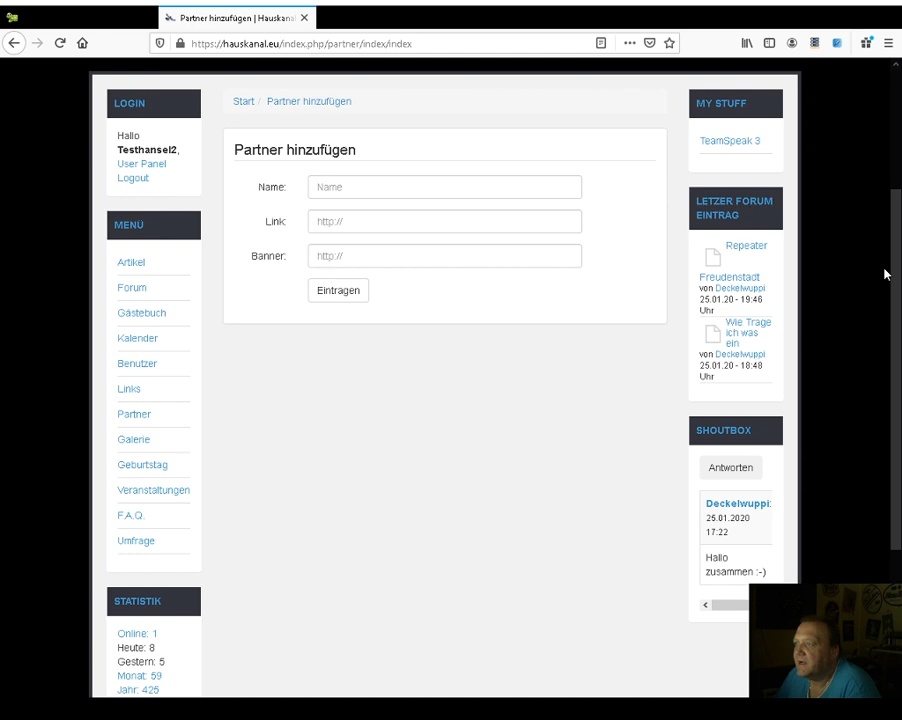 Partner hinzufügen | Hauskanal
https://hauskanal.eu/index.php/partner/index/index
LOGIN
Hallo
Testhansel2,
User Panel
Logout
MENÜ
Artikel
Forum
Gästebuch
Kalender
Benutzer
Links
Partner
Galerie
Geburtstag
Veranstaltungen
F.A.Q.
Umfrage
STATISTIK
Online: 1
Heute: 8
Gestern: 5
Monat: 59
Jahr: 425
Start / Partner hinzufügen
Partner hinzufügen
Name: Name
Link: http://
Banner: http://
Eintragen
MY STUFF
TeamSpeak 3
LETZER FORUM
EINTRAG
Repeater
Freudenstadt
von Deckelwuppi
25.01.20 - 19:46
Uhr
Wie Trage
ich was
ein
von Deckelwuppi
25.01.20 - 18:48
Uhr
SHOUTBOX
Antworten
Deckelwuppi:
25.01.2020
17:22
Hallo
zusammen :-)